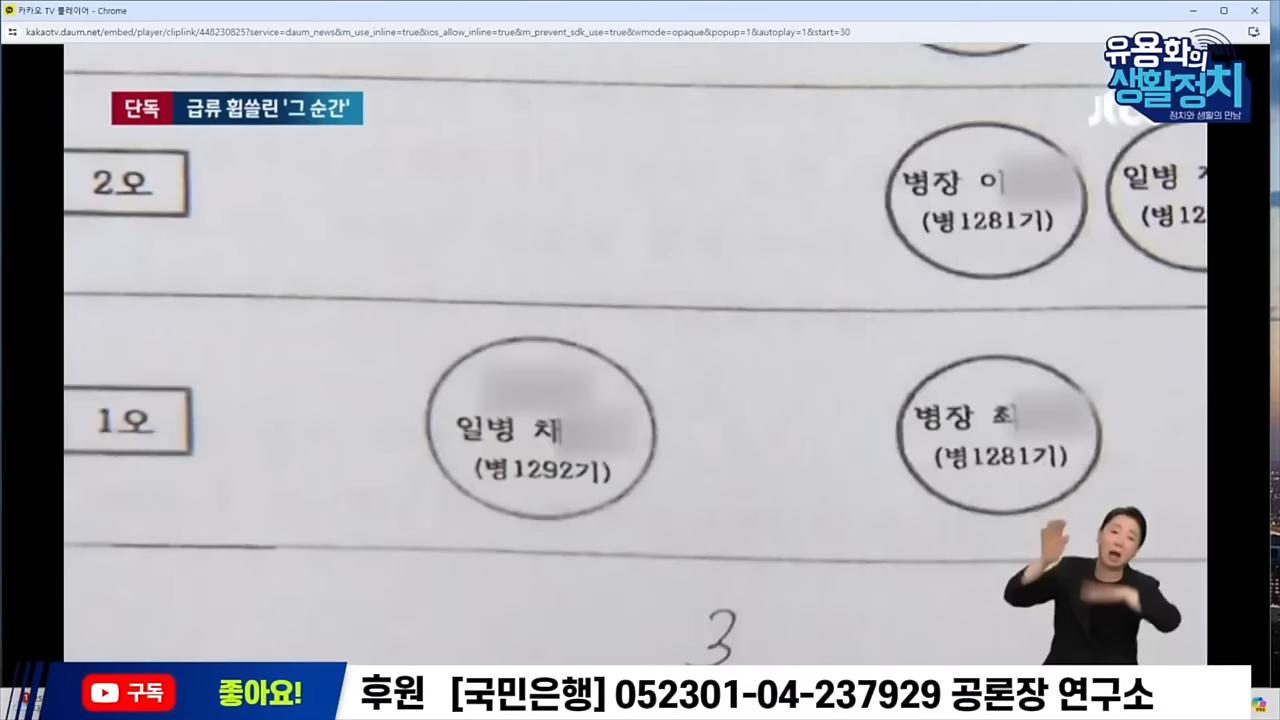 카카오 TV 플레이어 - Chrome
kakaotv.daum.net/embed/player/cliplink/448230825?service=daum_news&m_use_inline=true&ios_allow_inline=true&m_prevent_sdk_use=true&wmode=opaque&popup=1&autoplay=1&start=30
유용화의
생활정치
정치와 생활의 만남
단독 급류 휩쓸린 '그 순간'
2오
병장 이
(병1281기)
일병
(병12
1오
일병 채
(병1292기)
병장 최
(병1281기)
3
구독 좋아요! 후원 [국민은행] 052301-04-237929 공론장 연구소